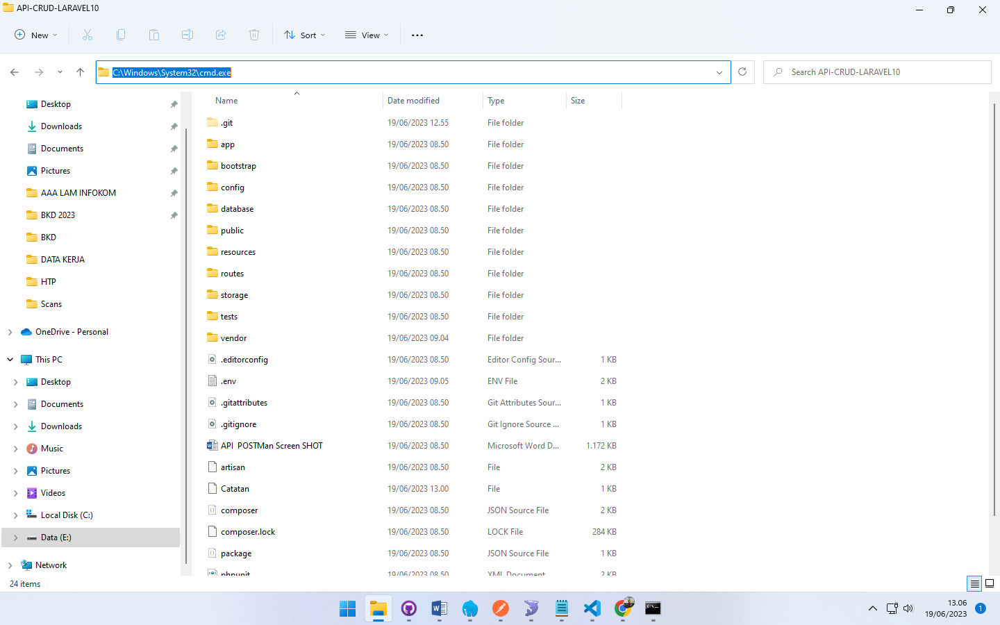 API-CRUD-LARAVEL10
New
Sort
View
C:\Windows\System32\cmd.exe
Search API-CRUD-LARAVEL10
Desktop
Downloads
Documents
Pictures
AAA LAM INFOKOM
BKD 2023
BKD
DATA KERJA
HTP
Scans
OneDrive - Personal
This PC
Desktop
Documents
Downloads
Music
Pictures
Videos
Local Disk (C:)
Data (E:)
Network
Name Date modified Type Size
.git 19/06/2023 12.55 File folder
app 19/06/2023 08.50 File folder
bootstrap 19/06/2023 08.50 File folder
config 19/06/2023 08.50 File folder
database 19/06/2023 08.50 File folder
public 19/06/2023 08.50 File folder
resources 19/06/2023 08.50 File folder
routes 19/06/2023 08.50 File folder
storage 19/06/2023 08.50 File folder
tests 19/06/2023 08.50 File folder
vendor 19/06/2023 09.04 File folder
.editorconfig 19/06/2023 08.50 Editor Config Sour... 1 KB
.env 19/06/2023 09.05 ENV File 2 KB
.gitattributes 19/06/2023 08.50 Git Attributes Sour... 1 KB
.gitignore 19/06/2023 08.50 Git Ignore Source ... 1 KB
API  POSTMan Screen SHOT 19/06/2023 08.50 Microsoft Word D... 1.172 KB
artisan 19/06/2023 08.50 File 2 KB
Catatan 19/06/2023 13.00 File 1 KB
composer 19/06/2023 08.50 JSON Source File 2 KB
composer.lock 19/06/2023 08.50 LOCK File 284 KB
package 19/06/2023 08.50 JSON Source File 1 KB
phpunit 19/06/2023 08.50 XML Document 2 KB
24 items
13.06
19/06/2023
1